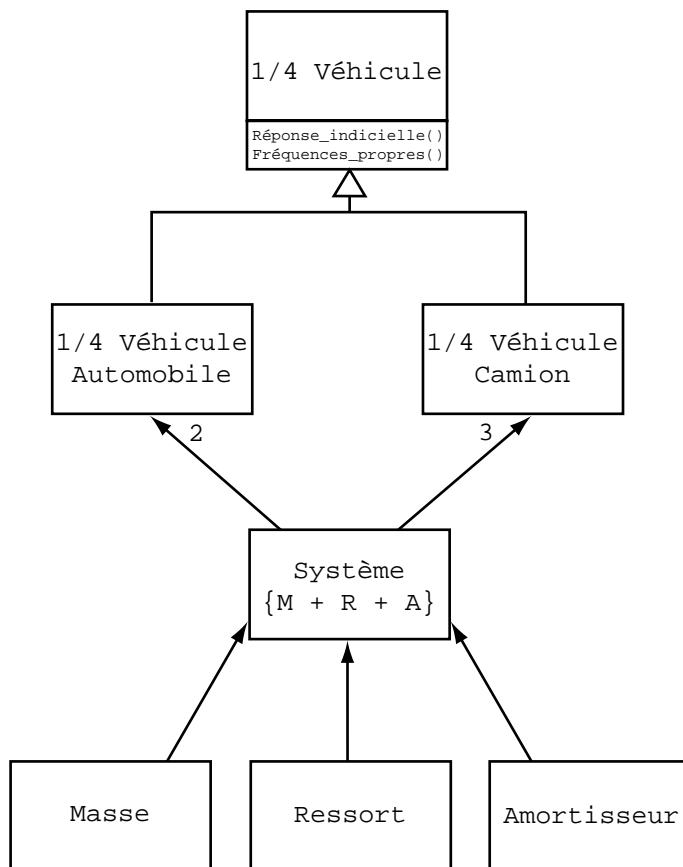 1/4 Véhicule
Réponse_indicielle()
Fréquences_propres()
1/4 Véhicule
Automobile
1/4 Véhicule
Camion
2
3
Système
{M + R + A}
Masse
Ressort
Amortisseur